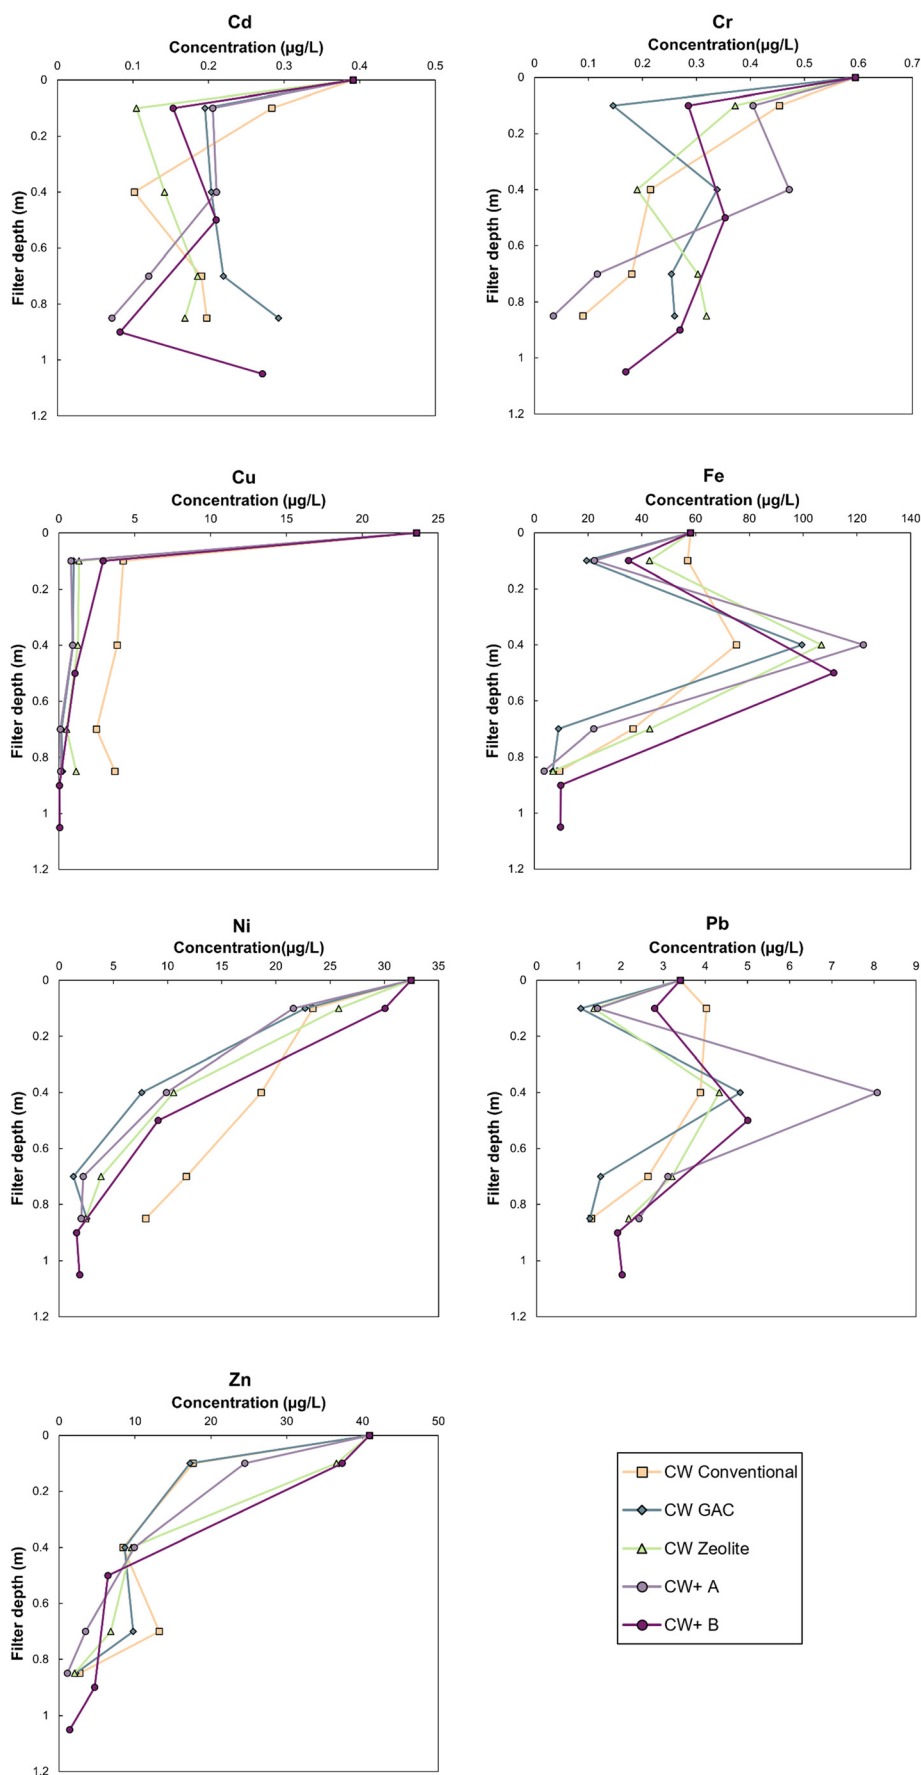 Cd
Concentration (µg/L)
0 0.1 0.2 0.3 0.4 0.5
0
0.2
0.4
0.6
0.8
1
1.2
Filter depth (m)
Cr
Concentration(µg/L)
0 0.1 0.2 0.3 0.4 0.5 0.6 0.7
0
0.2
0.4
0.6
0.8
1
1.2
Filter depth (m)
Cu
Concentration (µg/L)
0 5 10 15 20 25
0
0.2
0.4
0.6
0.8
1
1.2
Filter depth (m)
Fe
Concentration (µg/L)
0 20 40 60 80 100 120 140
0
0.2
0.4
0.6
0.8
1
1.2
Filter depth (m)
Ni
Concentration(µg/L)
0 5 10 15 20 25 30 35
0
0.2
0.4
0.6
0.8
1
1.2
Filter depth (m)
Pb
Concentration (µg/L)
0 1 2 3 4 5 6 7 8 9
0
0.2
0.4
0.6
0.8
1
1.2
Filter depth (m)
Zn
Concentration (µg/L)
0 10 20 30 40 50
0
0.2
0.4
0.6
0.8
1
1.2
Filter depth (m)
CW Conventional
CW GAC
CW Zeolite
CW+ A
CW+ B